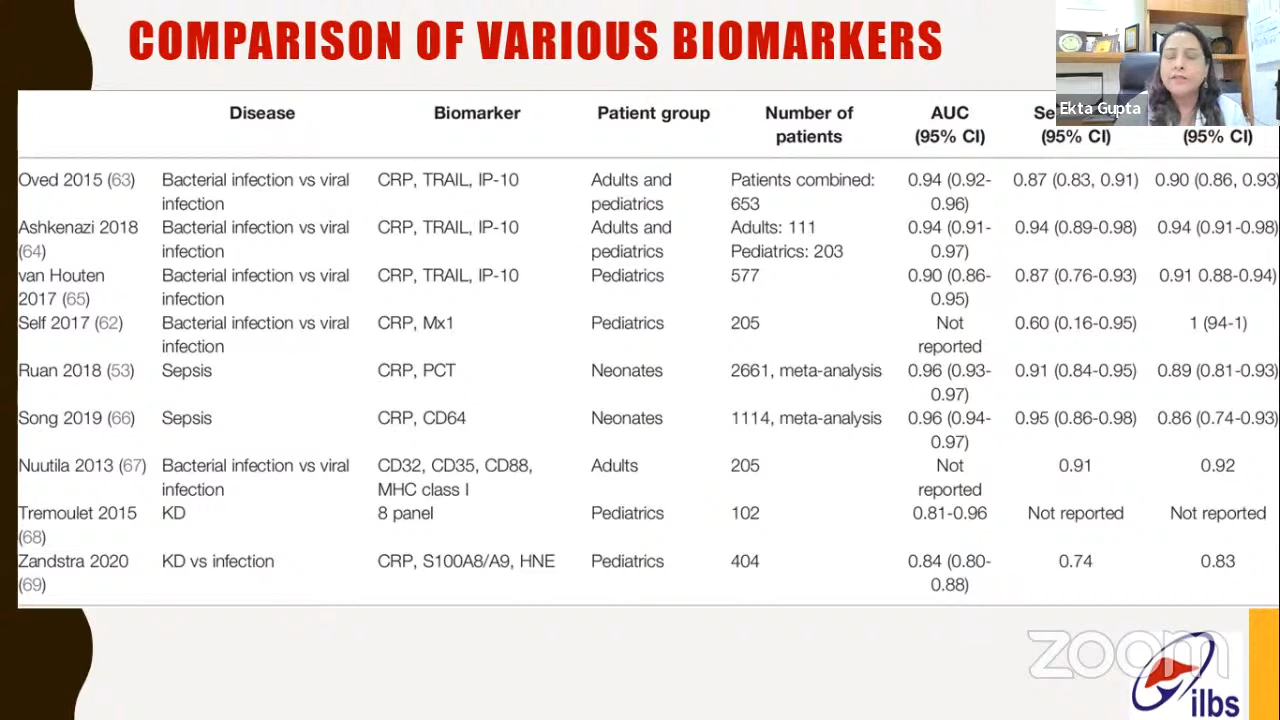 COMPARISON OF VARIOUS BIOMARKERS
Ekta Gupta
Disease Biomarker Patient group Number of patients AUC (95% CI) (95% CI) (95% CI)
Oved 2015 (63) Bacterial infection vs viral infection CRP, TRAIL, IP-10 Adults and pediatrics Patients combined: 653 0.94 (0.92-0.96) 0.87 (0.83, 0.91) 0.90 (0.86, 0.93)
Ashkenazi 2018 (64) Bacterial infection vs viral infection CRP, TRAIL, IP-10 Adults and pediatrics Adults: 111 Pediatrics: 203 0.94 (0.91-0.97) 0.94 (0.89-0.98) 0.94 (0.91-0.98)
van Houten 2017 (65) Bacterial infection vs viral infection CRP, TRAIL, IP-10 Pediatrics 577 0.90 (0.86-0.95) 0.87 (0.76-0.93) 0.91 0.88-0.94)
Self 2017 (62) Bacterial infection vs viral infection CRP, Mx1 Pediatrics 205 Not reported 0.60 (0.16-0.95) 1 (94-1)
Ruan 2018 (53) Sepsis CRP, PCT Neonates 2661, meta-analysis 0.96 (0.93-0.97) 0.91 (0.84-0.95) 0.89 (0.81-0.93)
Song 2019 (66) Sepsis CRP, CD64 Neonates 1114, meta-analysis 0.96 (0.94-0.97) 0.95 (0.86-0.98) 0.86 (0.74-0.93)
Nuutila 2013 (67) Bacterial infection vs viral infection CD32, CD35, CD88, MHC class I Adults 205 Not reported 0.91 0.92
Tremoulet 2015 (68) KD 8 panel Pediatrics 102 0.81-0.96 Not reported Not reported
Zandstra 2020 (69) KD vs infection CRP, S100A8/A9, HNE Pediatrics 404 0.84 (0.80-0.88) 0.74 0.83
zoom
ilbs